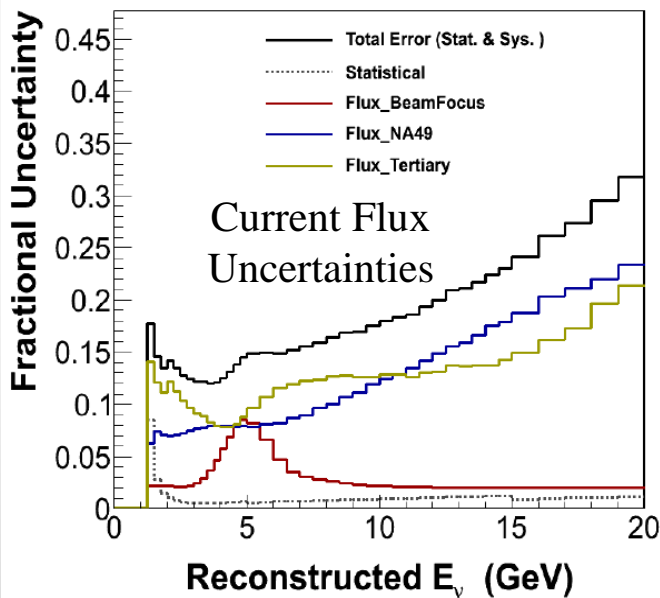 Fractional Uncertainty
0.45
0.4
0.35
0.3
0.25
0.2
0.15
0.1
0.05
0
Total Error (Stat. & Sys. )
Statistical
Flux_BeamFocus
Flux_NA49
Flux_Tertiary
Current Flux
Uncertainties
0 5 10 15 20
Reconstructed Eν (GeV)